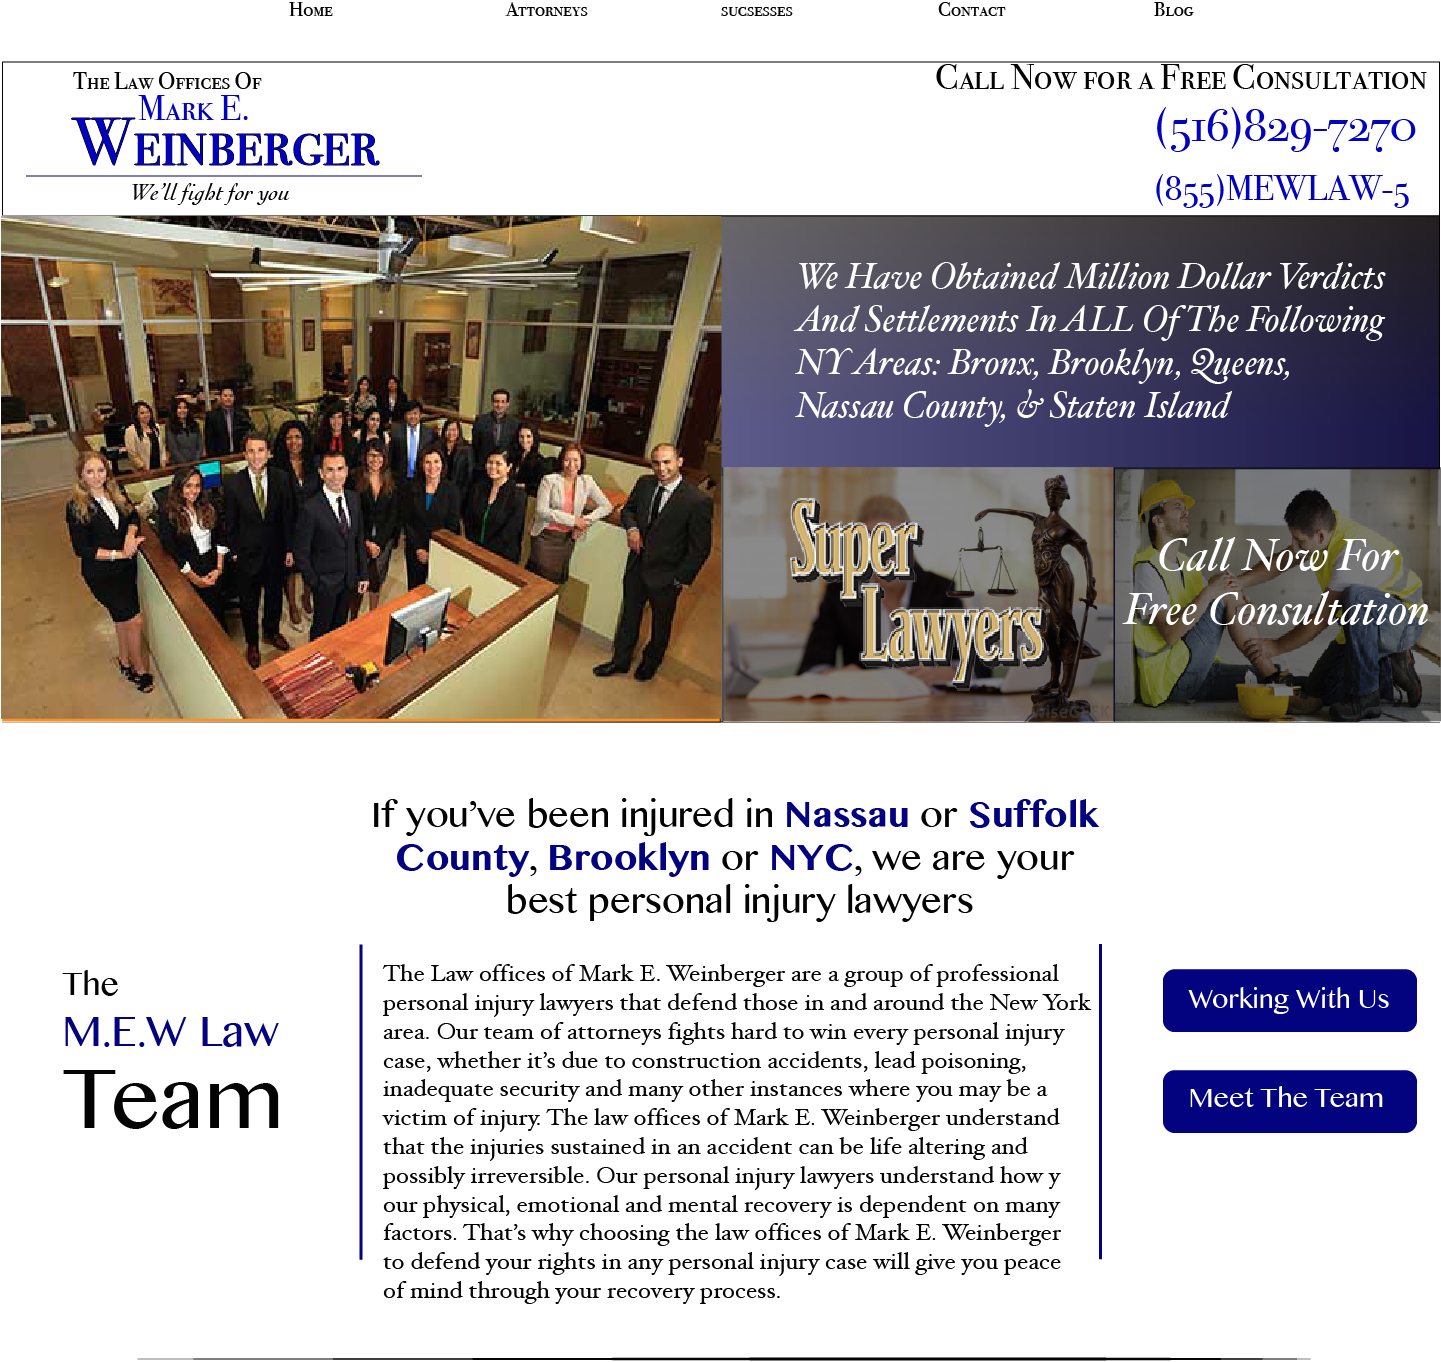 Home Attorneys sucsesses Contact Blog
The Law Offices Of
Mark E.
Weinberger
We'll fight for you
Call Now for a Free Consultation
(516)829-7270
(855)MEWLAW-5
We Have Obtained Million Dollar Verdicts
And Settlements In ALL Of The Following
NY Areas: Bronx, Brooklyn, Queens,
Nassau County, & Staten Island
Super
Lawyers
Call Now For
Free Consultation
If you've been injured in Nassau or Suffolk
County, Brooklyn or NYC, we are your
best personal injury lawyers
The
M.E.W Law
Team
The Law offices of Mark E. Weinberger are a group of professional
personal injury lawyers that defend those in and around the New York
area. Our team of attorneys fights hard to win every personal injury
case, whether it's due to construction accidents, lead poisoning,
inadequate security and many other instances where you may be a
victim of injury. The law offices of Mark E. Weinberger understand
that the injuries sustained in an accident can be life altering and
possibly irreversible. Our personal injury lawyers understand how y
our physical, emotional and mental recovery is dependent on many
factors. That's why choosing the law offices of Mark E. Weinberger
to defend your rights in any personal injury case will give you peace
of mind through your recovery process.
Working With Us
Meet The Team